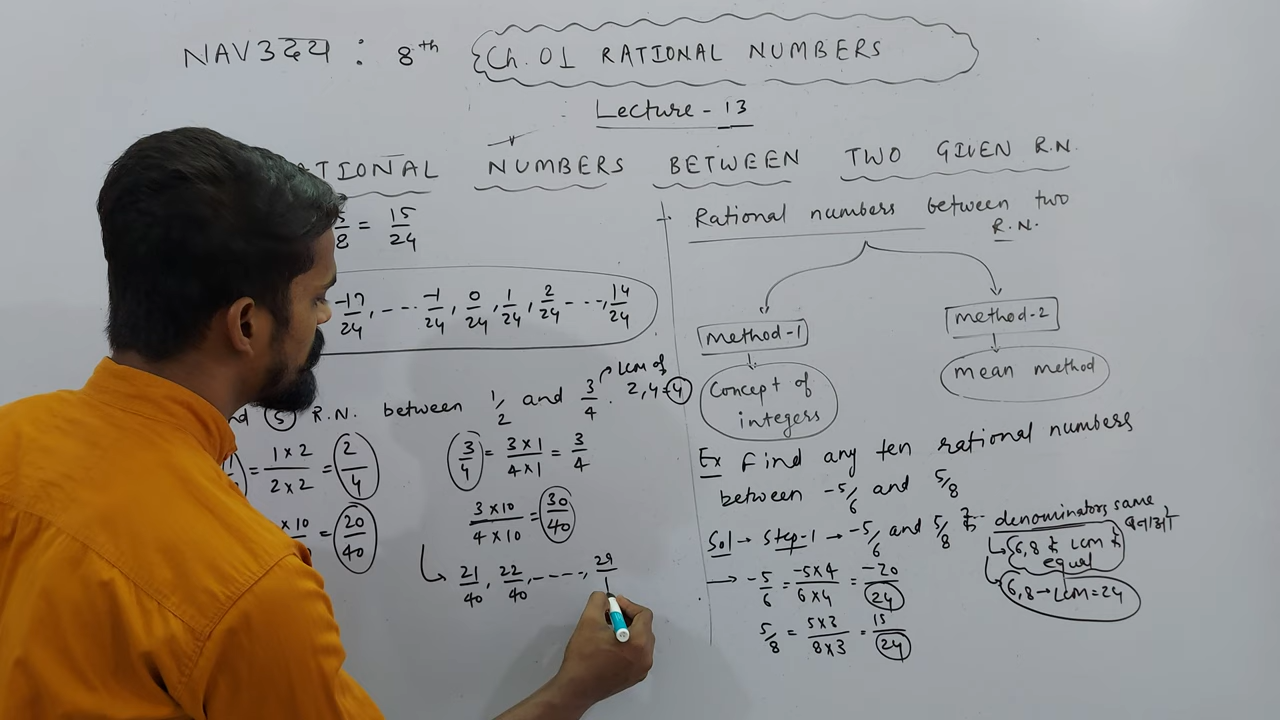 NAV3નેત : 8th Ch. 01 RATIONAL NUMBERS
Lecture - 13
TIONAL NUMBERS BETWEEN TWO GIVEN R.N.
5/8 = 15/24
-17/24, ---- -1/24, 0/24, 1/24, 2/24 ----, 14/24
nd 5 R.N. between 1/2 and 3/4. LCM of 2,4 = 4
= 1×2/2×2 = 2/4
3/4 = 3×1/4×1 = 3/4
×10/×10 = 20/40
3×10/4×10 = 30/40
21/40, 22/40, -----, 29/
+ Rational numbers between two
R.N.
method-1
Concept of
integers
method-2
mean method
Ex Find any ten rational numbers
between -5/6 and 5/8
Sol → Step-1 → -5/6 and 5/8
denominators same
6,8
LCM
equal
6,8 → LCM = 24
→ -5/6 = -5×4/6×4 = -20/24
5/8 = 5×3/8×3 = 15/24